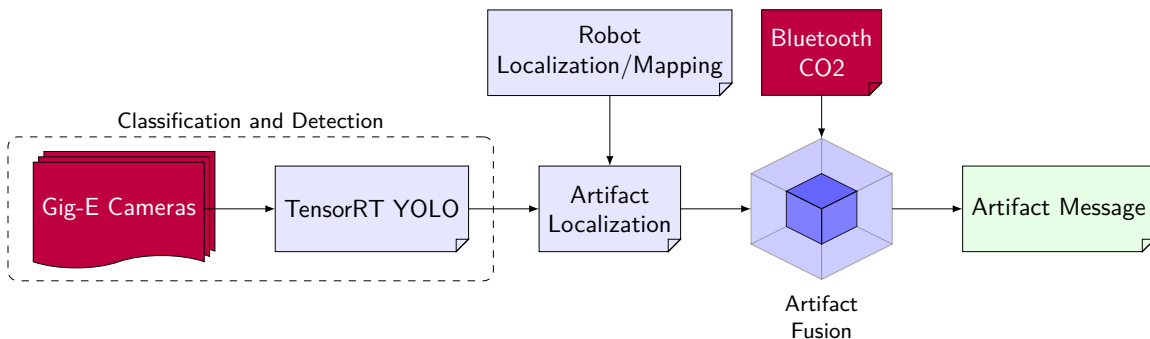 Robot
Localization/Mapping
Bluetooth
CO2
Classification and Detection
Gig-E Cameras
TensorRT YOLO
Artifact
Localization
Artifact Message
Artifact
Fusion